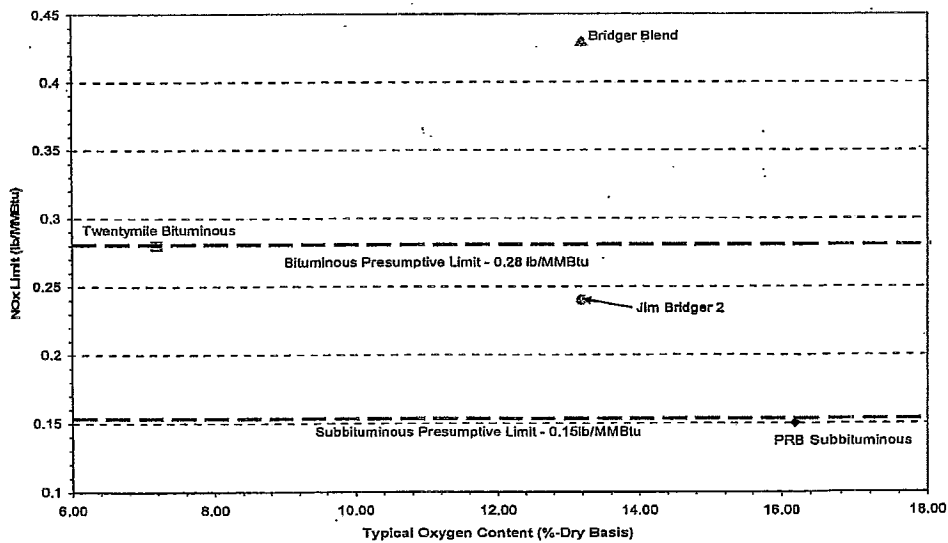 0.45
Bridger Blend
0.4
0.35
0.3
Twentymile Bituminous
Bituminous Presumptive Limit - 0.28 lb/MMBtu
0.25
Jim Bridger 2
0.2
0.15
Subbituminous Presumptive Limit - 0.15lb/MMBtu
PRB Subbituminous
0.1
6.00 8.00 10.00 12.00 14.00 16.00 18.00
Typical Oxygen Content (%-Dry Basis)
NOx Limit (lb/MMBtu)